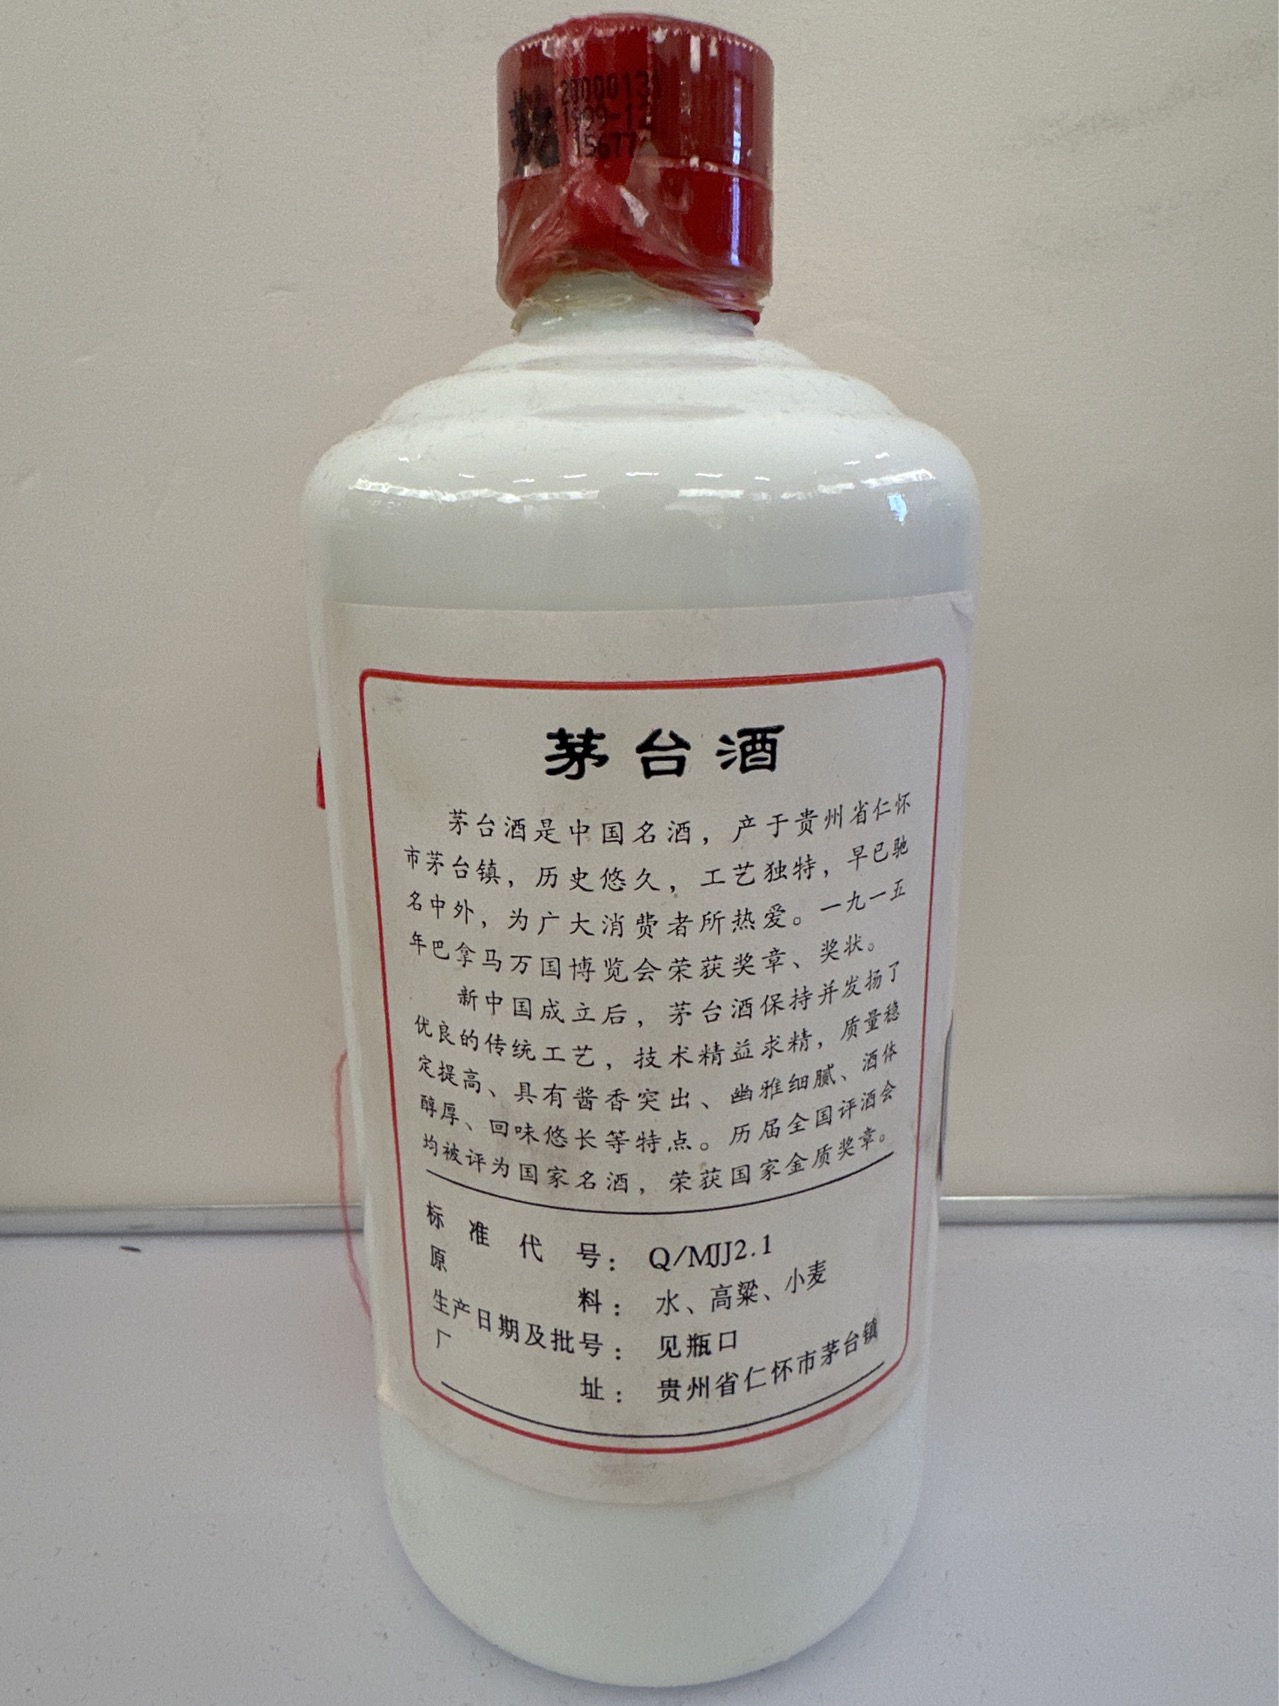 1999-12
茅台酒
茅台酒是中国名酒，产于贵州省仁怀
市茅台镇，历史悠久，工艺独特，早已驰
名中外，为广大消费者所热爱。一九一五
年巴拿马万国博览会荣获奖章、奖状。
新中国成立后，茅台酒保持并发扬了
优良的传统工艺，技术精益求精，质量稳
定提高、具有酱香突出、幽雅细腻、酒体
醇厚、回味悠长等特点。历届全国评酒会
均被评为国家名酒，荣获国家金质奖章。
标准代号：Q/MJJ2.1
原料：水、高粱、小麦
生产日期及批号：见瓶口
厂址：贵州省仁怀市茅台镇